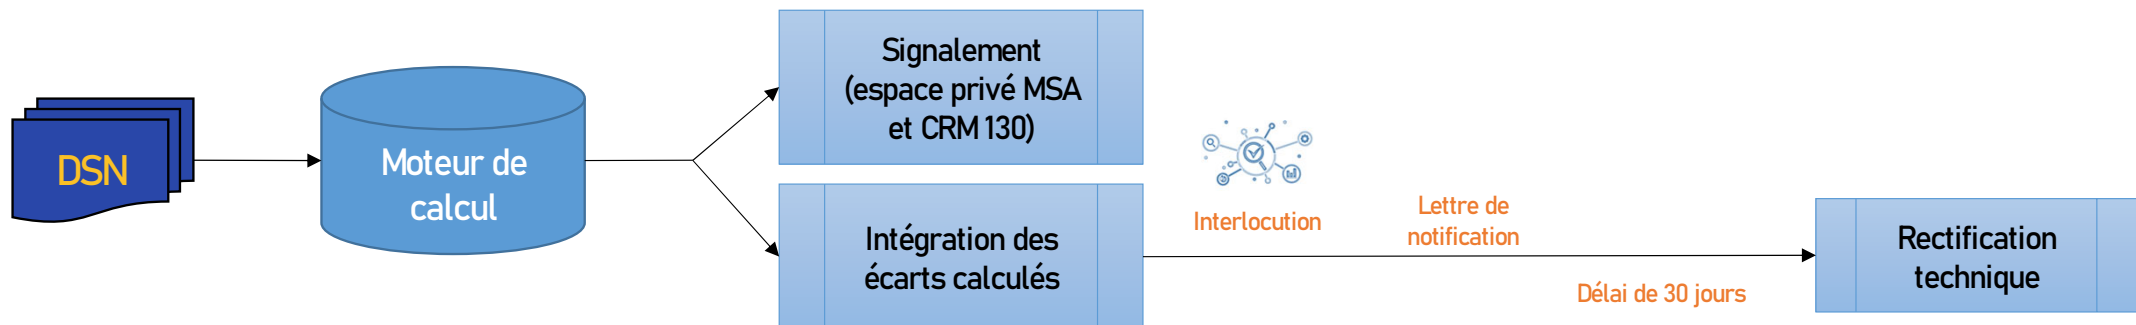 DSN
Moteur de
calcul
Signalement
(espace privé MSA
et CRM 130)
Intégration des
écarts calculés
Interlocution
Lettre de
notification
Délai de 30 jours
Rectification
technique